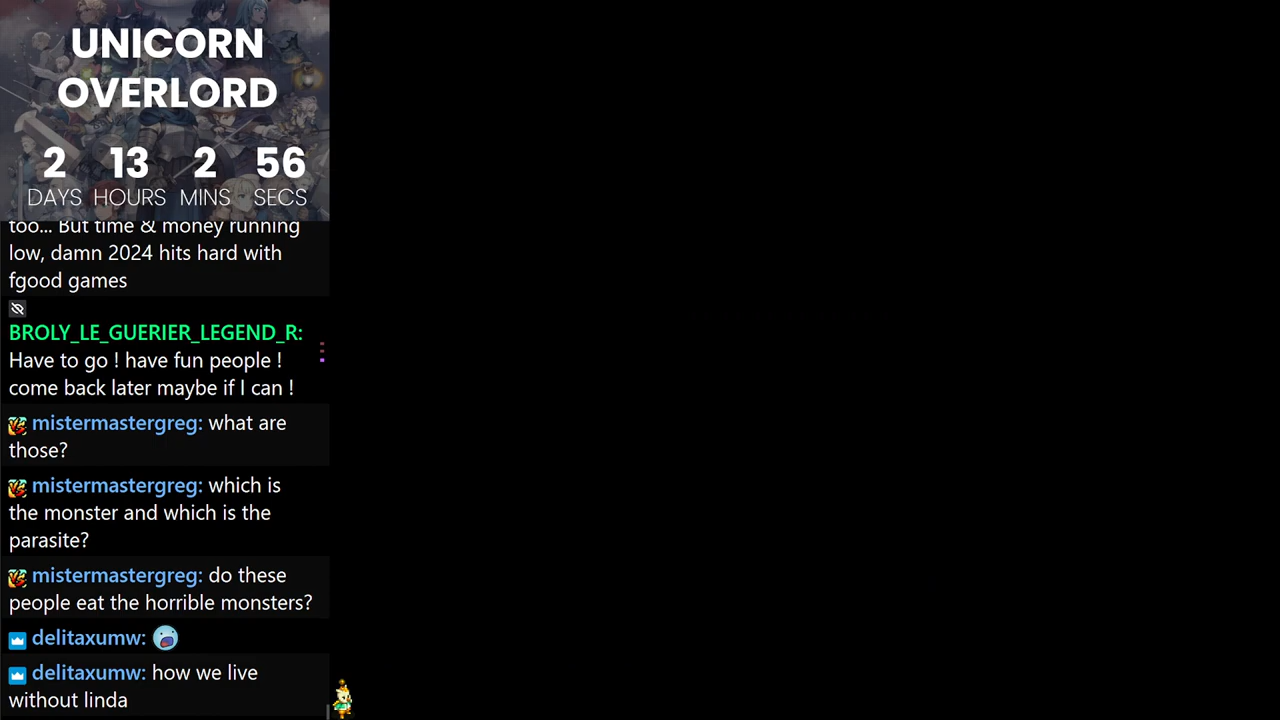 UNICORN
OVERLORD
2 13 2 56
DAYS HOURS MINS SECS
too... But time & money running
low, damn 2024 hits hard with
fgood games
BROLY_LE_GUERIER_LEGEND_R:
Have to go ! have fun people !
come back later maybe if I can !
mistermastergreg: what are
those?
mistermastergreg: which is
the monster and which is the
parasite?
mistermastergreg: do these
people eat the horrible monsters?
delitaxumw:
delitaxumw: how we live
without linda